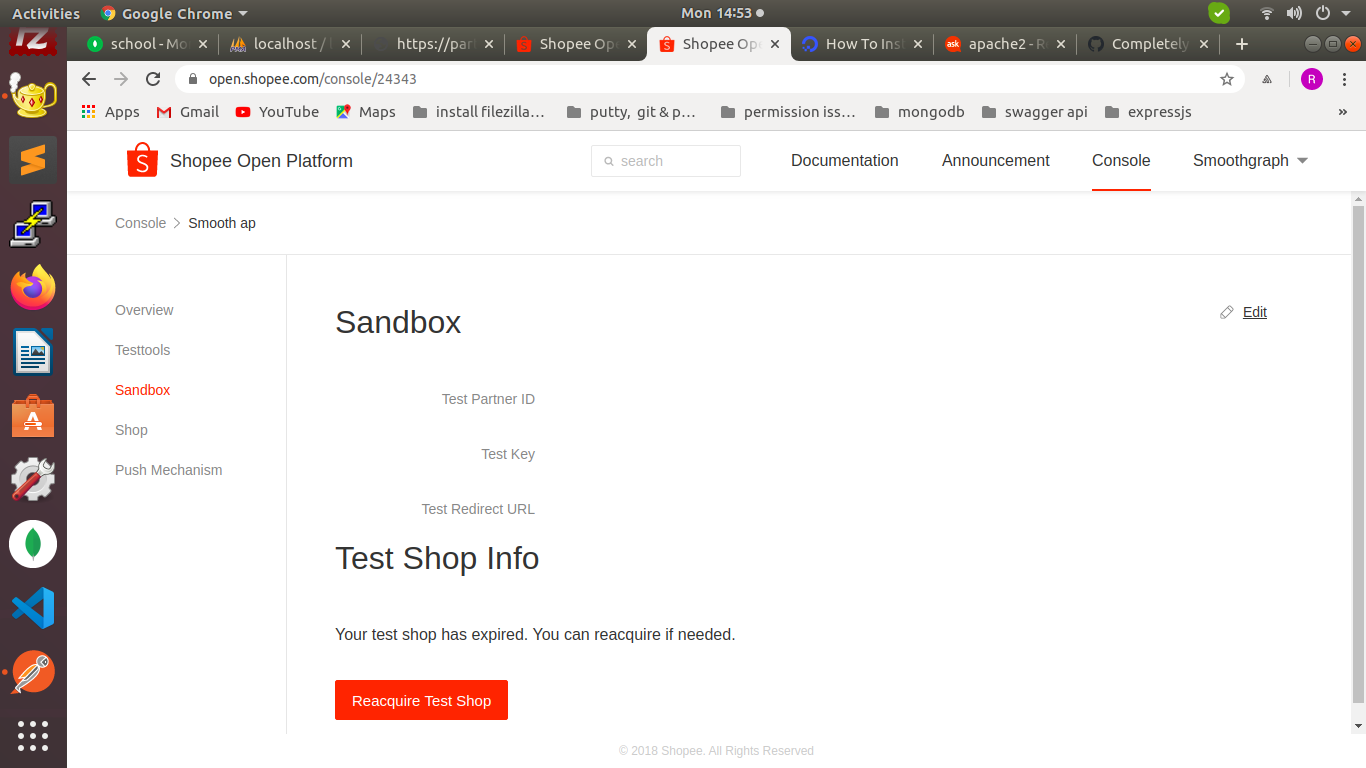 Activities Google Chrome Mon 14:53
school - Mo localhost / l https://par Shopee Ope Shopee Ope How To Inst apache2 - Re Completely
open.shopee.com/console/24343 R
Apps Gmail YouTube Maps install filezilla... putty, git & p... permission iss... mongodb swagger api expressjs »
S Shopee Open Platform search Documentation Announcement Console Smoothgraph
Console Smooth ap
Overview
Testtools
Sandbox
Shop
Push Mechanism
Sandbox
Edit
Test Partner ID
Test Key
Test Redirect URL
Test Shop Info
Your test shop has expired. You can reacquire if needed.
Reacquire Test Shop
© 2018 Shopee. All Rights Reserved